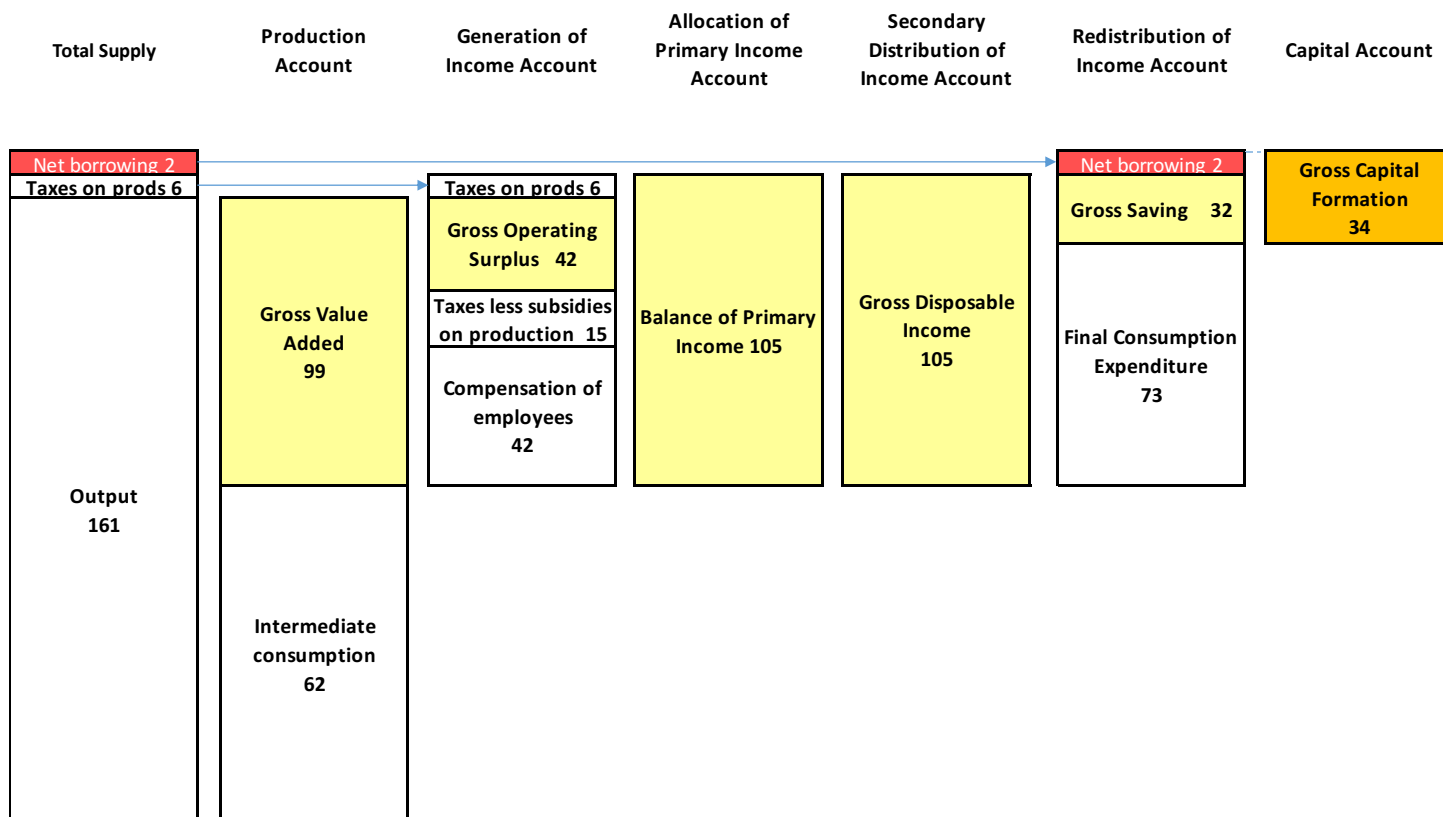 Total Supply
Production
Account
Generation of
Income Account
Allocation of
Primary Income
Account
Secondary
Distribution of
Income Account
Redistribution of
Income Account
Capital Account
Net borrowing 2
Taxes on prods 6
Output
161
Gross Value
Added
99
Intermediate
consumption
62
Taxes on prods 6
Gross Operating
Surplus 42
Taxes less subsidies
on production 15
Compensation of
employees
42
Balance of Primary
Income 105
Gross Disposable
Income
105
Net borrowing 2
Gross Saving 32
Final Consumption
Expenditure
73
Gross Capital
Formation
34